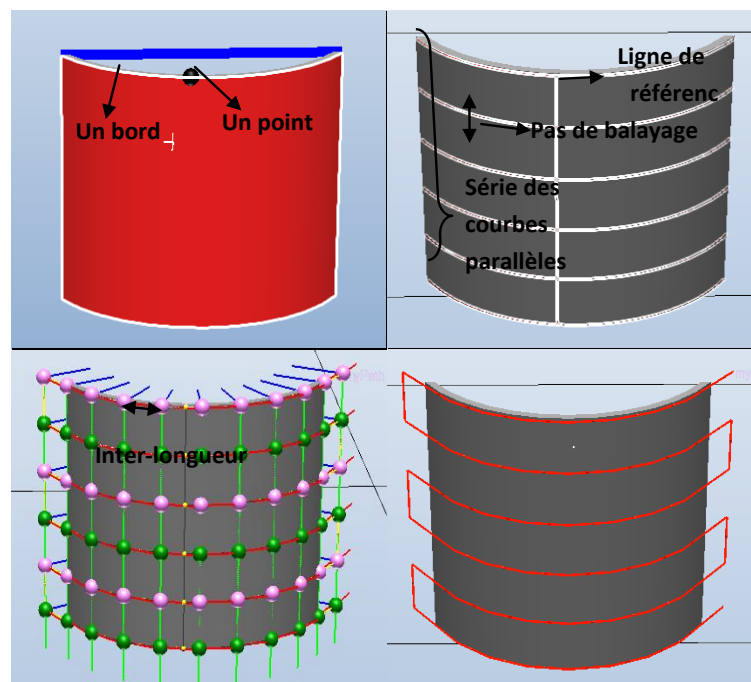 Un bord
Un point
Ligne de
référenc
Pas de balayage
Série des
courbes
parallèles
Inter-longueur